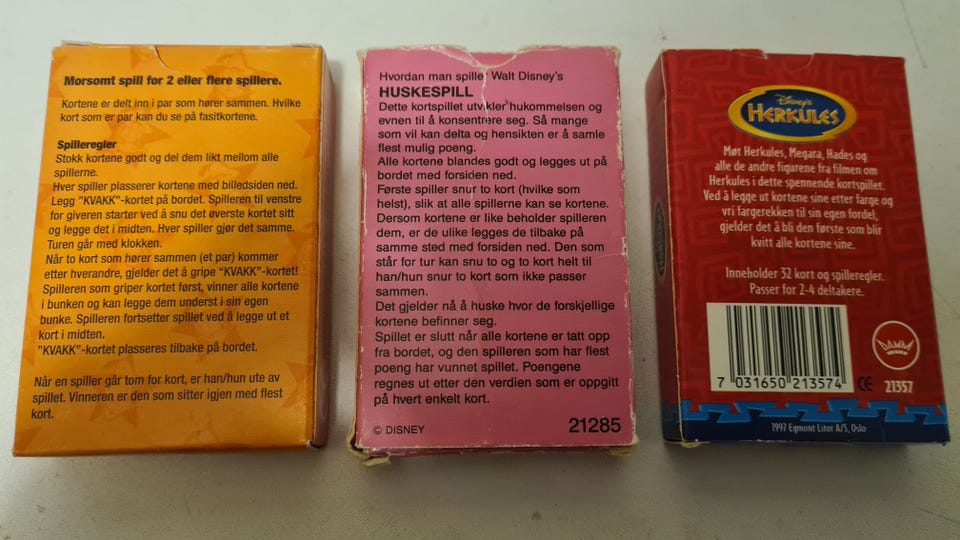 Morsomt spill for 2 eller flere spillere.
Kortene er delt inn i par som hører sammen. Hvilke
kort som er par kan du se på fasitkortene.
Spilleregler
Stokk kortene godt og del dem likt mellom alle
spillerne.
Hver spiller plasserer kortene med billedsiden ned.
Legg "KVAKK"-kortet på bordet. Spilleren til venstre
for giveren starter ved å snu det øverste kortet sitt
og legge det i midten. Hver spiller gjør det samme.
Turen går med klokken.
Når to kort som hører sammen (et par) kommer
etter hverandre, gjelder det å gripe "KVAKK"-kortet!
Spilleren som griper kortet først, vinner alle kortene
i bunken og kan legge dem underst i sin egen
bunke. Spilleren fortsetter spillet ved å legge ut et
kort i midten.
"KVAKK"-kortet plasseres tilbake på bordet.
Når en spiller går tom for kort, er han/hun ute av
spillet. Vinneren er den som sitter igjen med flest
kort.
Hvordan man spiller Walt Disney's
HUSKESPILL
Dette kortspillet utvikler hukommelsen og
evnen til å konsentrere seg. Så mange
som vil kan delta og hensikten er å samle
flest mulig poeng.
Alle kortene blandes godt og legges ut på
bordet med forsiden ned.
Første spiller snur to kort (hvilke som
helst), slik at alle spillerne kan se kortene.
Dersom kortene er like beholder spilleren
dem, er de ulike legges de tilbake på
samme sted med forsiden ned. Den som
står for tur kan snu to og to kort helt til
han/hun snur to kort som ikke passer
sammen.
Det gjelder nå å huske hvor de forskjellige
kortene befinner seg.
Spillet er slutt når alle kortene er tatt opp
fra bordet, og den spilleren som har flest
poeng har vunnet spillet. Poengene
regnes ut etter den verdien som er oppgitt
på hvert enkelt kort.
© DISNEY 21285
Disney's
HERKULES
Møt Herkules, Megara, Hades og
alle de andre figurene fra filmen om
Herkules i dette spennende kortspillet.
Ved å legge ut kortene sine etter farge og
vri fargerekken til sin egen fordel,
gjelder det å bli den første som blir
kvitt alle kortene sine.
Inneholder 32 kort og spilleregler.
Passer for 2-4 deltakere.
7 031650 213574
CE
DAMM
21357
1997 Egmont Litor A/S, Oslo